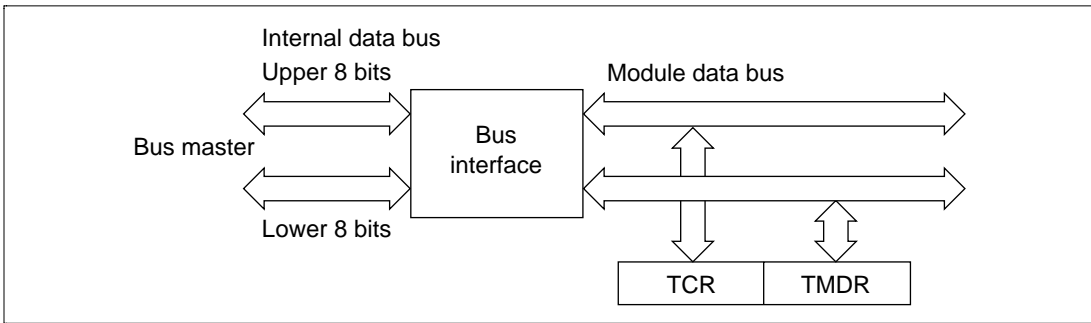 Internal data bus
Upper 8 bits
Module data bus
Bus master
Bus
interface
Lower 8 bits
TCR
TMDR